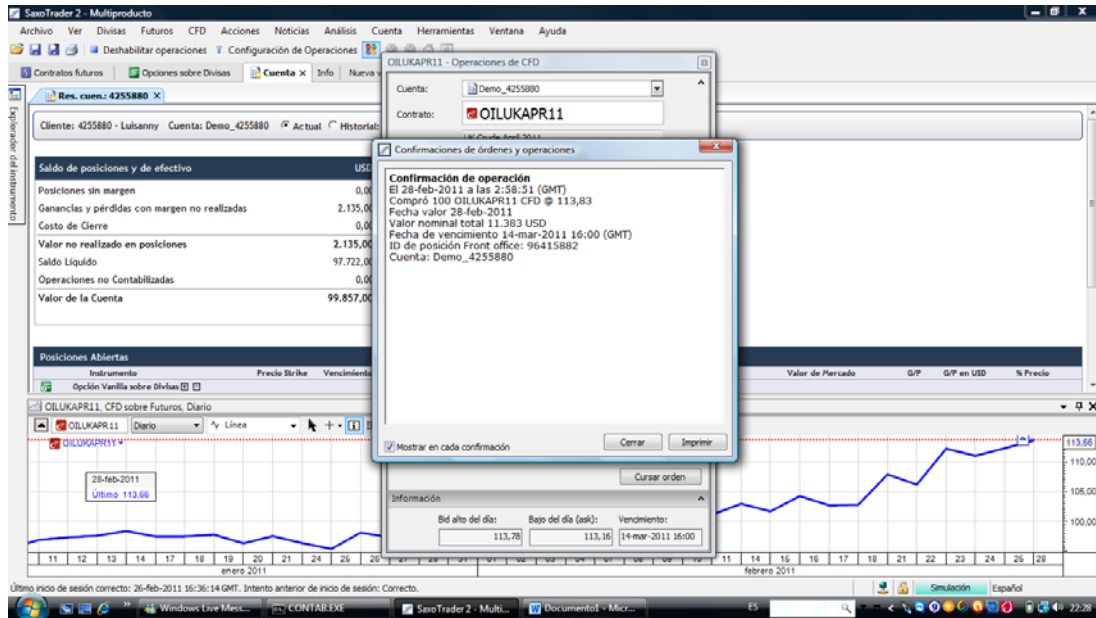 SaxoTrader 2 - Multiproducto
Archivo Ver Divisas Futuros CFD Acciones Noticias Análisis Cuenta Herramientas Ventana Ayuda
Deshabilitar operaciones Configuración de Operaciones
Contratos futuros Opciones sobre Divisas Cuenta × Info Nueva v
Res. cuen.: 4255880 ×
Explorador del instrumento
Cliente: 4255880 - Luisanny Cuenta: Demo_4255880 Actual Historial:
Saldo de posiciones y de efectivo USD
Posiciones sin margen 0,00
Ganancias y pérdidas con margen no realizadas 2.135,00
Costo de Cierre 0,00
Valor no realizado en posiciones 2.135,00
Saldo Líquido 97.722,00
Operaciones no Contabilizadas 0,00
Valor de la Cuenta 99.857,00
Posiciones Abiertas
Instrumento Precio Strike Vencimiento Valor de Mercado G/P G/P en USD % Precio
Opción Vanilla sobre Divisas
OILUKAPR11 - Operaciones de CFD
Cuenta: Demo_4255880
Contrato: OILUKAPR11
UK Crude April 2011
Confirmaciones de órdenes y operaciones
Confirmación de operación
El 28-feb-2011 a las 2:58:51 (GMT)
Compró 100 OILUKAPR11 CFD @ 113,83
Fecha valor 28-feb-2011
Valor nominal total 11.383 USD
Fecha de vencimiento 14-mar-2011 16:00 (GMT)
ID de posición Front office: 96415882
Cuenta: Demo_4255880
Mostrar en cada confirmación Cerrar Imprimir
Cursar orden
Información
Bid alto del día: Bajo del día (ask): Vencimiento:
113,78 113,16 14-mar-2011 16:00
OILUKAPR11, CFD sobre Futuros, Diario
OILUKAPR11 Diario Línea
OILUKAPR11
28-feb-2011
Último 113,66
113,66
110,00
105,00
100,00
11 12 13 14 17 18 19 20 21 24 25 26 11 14 15 16 17 18 21 22 23 24 25 28
enero 2011 febrero 2011
Último inicio de sesión correcto: 26-feb-2011 16:36:14 GMT. Intento anterior de inicio de sesión: Correcto.
Simulación Español
Windows Live Mess... CONTAB.EXE SaxoTrader 2 - Multi... Documento1 - Micr... ES 22:28